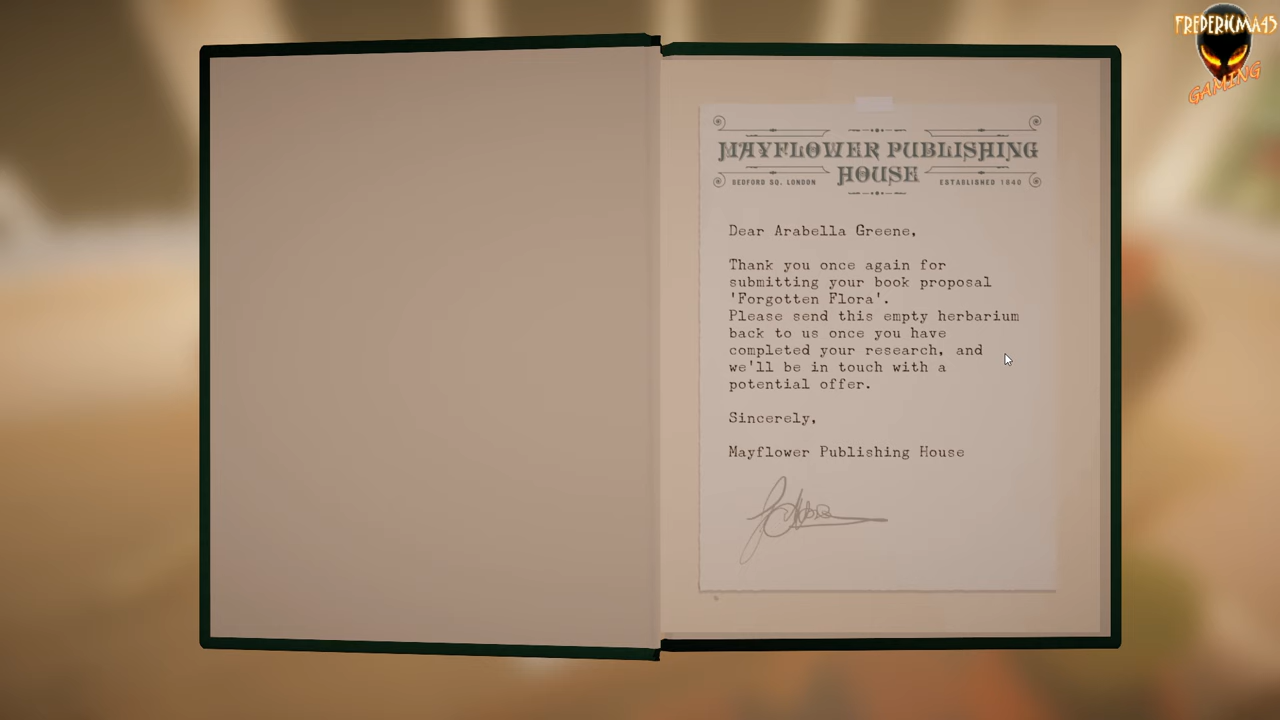 FREDERICMA45
GAMING
MAYFLOWER PUBLISHING
HOUSE
BEDFORD SQ. LONDON
ESTABLISHED 1840
Dear Arabella Greene,
Thank you once again for
submitting your book proposal
'Forgotten Flora'.
Please send this empty herbarium
back to us once you have
completed your research, and
we'll be in touch with a
potential offer.
Sincerely,
Mayflower Publishing House